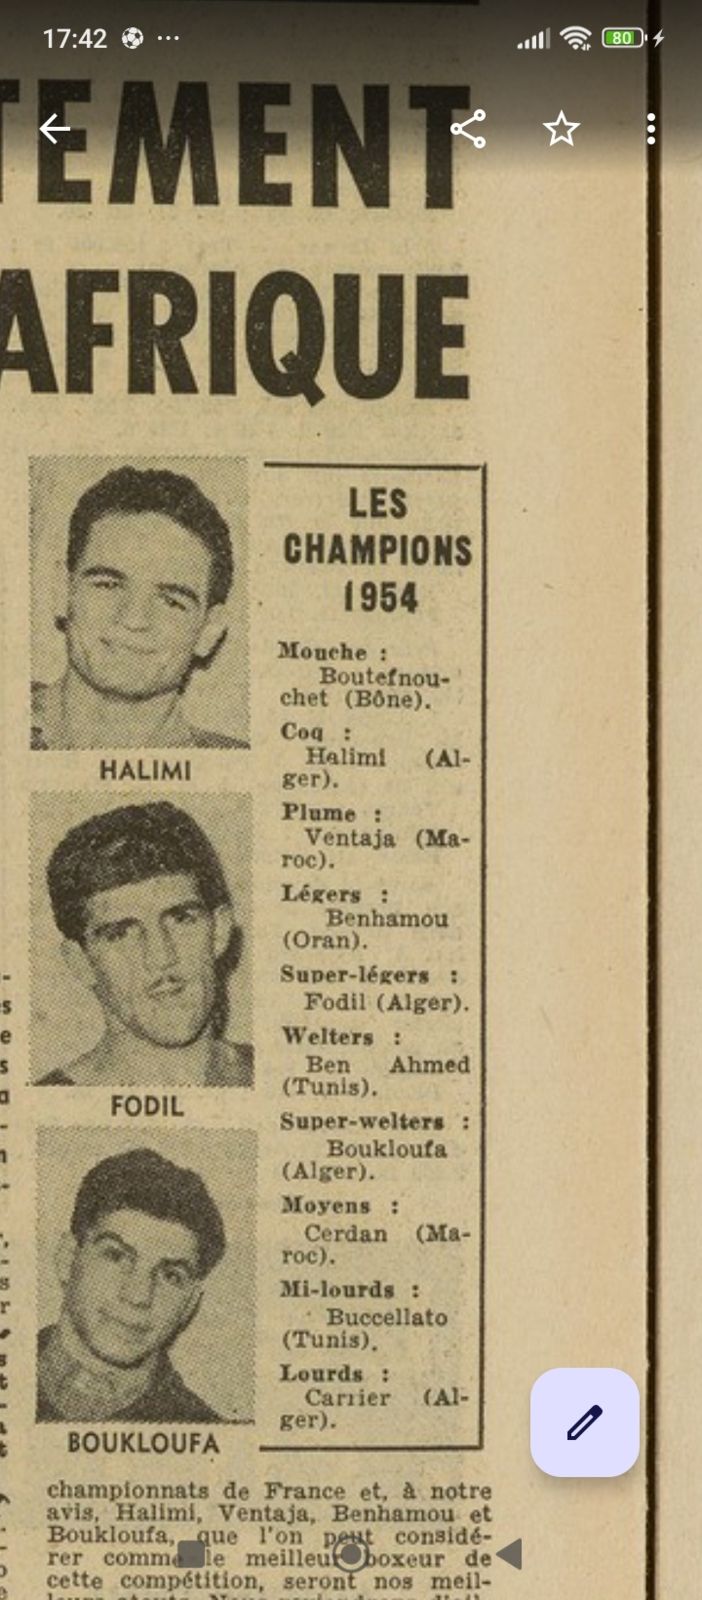 17:42
80
TEMENT
AFRIQUE
HALIMI
FODIL
BOUKLOUFA
LES
CHAMPIONS
1954
Mouche :
Boutefnou-
chet (Bône).
Coq :
Halimi (Al-
ger).
Plume :
Ventaja (Ma-
roc).
Légers :
Benhamou
(Oran).
Super-légers :
Fodil (Alger).
Welters :
Ben Ahmed
(Tunis).
Super-welters :
Boukloufa
(Alger).
Moyens :
Cerdan (Ma-
roc).
Mi-lourds :
Buccellato
(Tunis).
Lourds :
Carrier (Al-
ger).
championnats de France et, à notre
avis, Halimi, Ventaja, Benhamou et
Boukloufa, que l'on peut considé-
rer comme le meilleur boxeur de
cette compétition, seront nos meil-